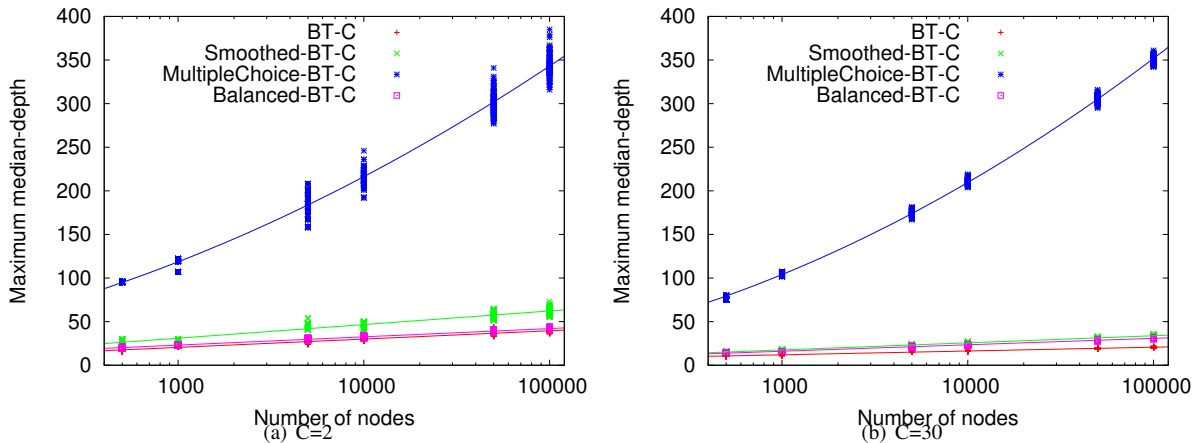 400
350
300
250
200
150
100
50
0
Maximum median-depth
BT-C
Smoothed-BT-C
MultipleChoice-BT-C
Balanced-BT-C
1000
10000
100000
Number of nodes
(a) C=2
400
350
300
250
200
150
100
50
0
Maximum median-depth
BT-C
Smoothed-BT-C
MultipleChoice-BT-C
Balanced-BT-C
1000
10000
100000
Number of nodes
(b) C=30